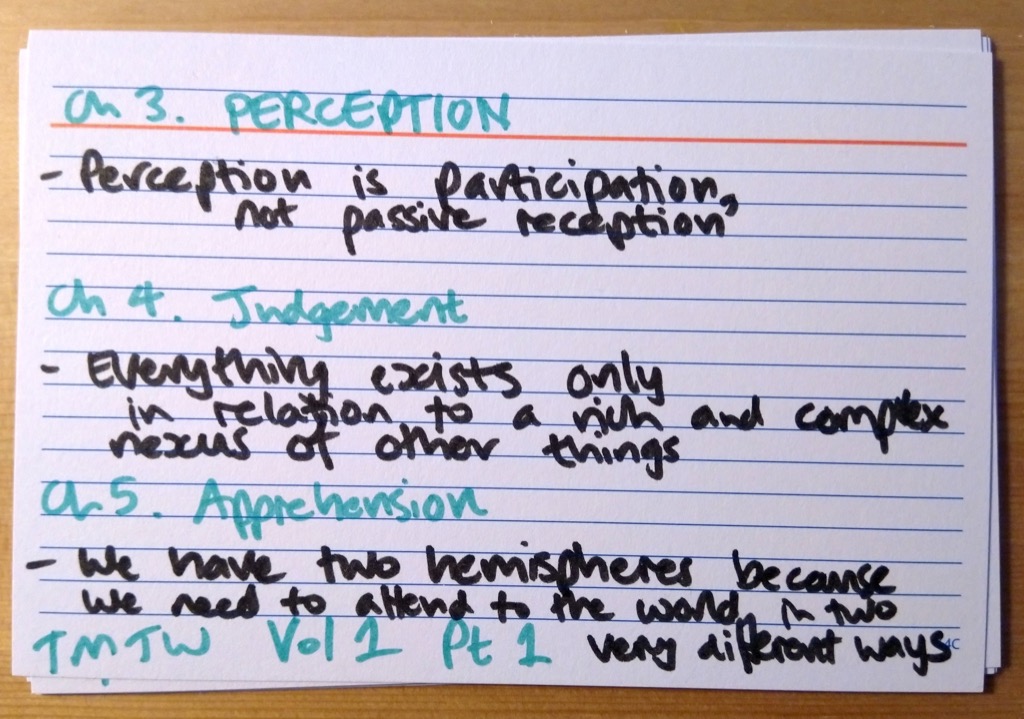 Ch 3. PERCEPTION
- Perception is participation,
not passive reception
Ch 4. Judgement
- Everything exists only
in relation to a rich and complex
nexus of other things
Ch 5. Apprehension
- We have two hemispheres because
we need to attend to the world in two
very different ways
TMTW Vol 1 Pt 1